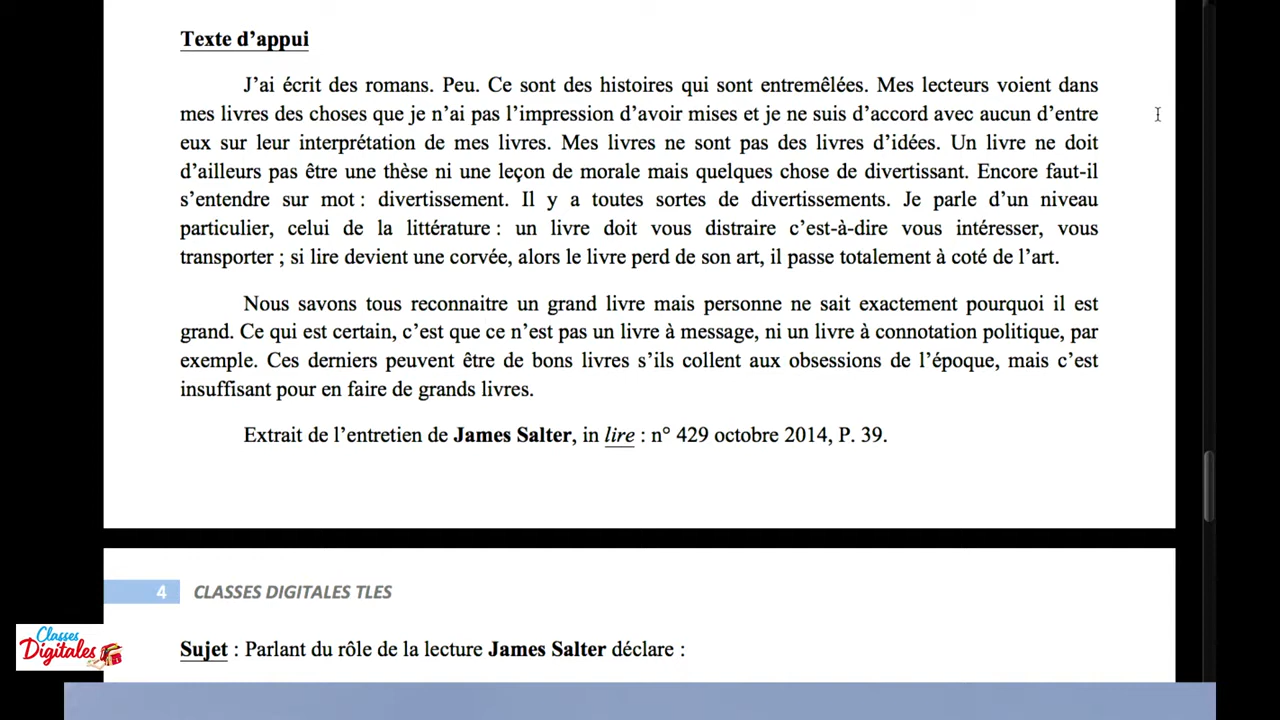 Texte d’appui
J’ai écrit des romans. Peu. Ce sont des histoires qui sont entremêlées. Mes lecteurs voient dans
mes livres des choses que je n’ai pas l’impression d’avoir mises et je ne suis d’accord avec aucun d’entre
eux sur leur interprétation de mes livres. Mes livres ne sont pas des livres d’idées. Un livre ne doit
d’ailleurs pas être une thèse ni une leçon de morale mais quelques chose de divertissant. Encore faut-il
s’entendre sur mot : divertissement. Il y a toutes sortes de divertissements. Je parle d’un niveau
particulier, celui de la littérature : un livre doit vous distraire c’est-à-dire vous intéresser, vous
transporter ; si lire devient une corvée, alors le livre perd de son art, il passe totalement à coté de l’art.
Nous savons tous reconnaitre un grand livre mais personne ne sait exactement pourquoi il est
grand. Ce qui est certain, c’est que ce n’est pas un livre à message, ni un livre à connotation politique, par
exemple. Ces derniers peuvent être de bons livres s’ils collent aux obsessions de l’époque, mais c’est
insuffisant pour en faire de grands livres.
Extrait de l’entretien de James Salter, in lire : n° 429 octobre 2014, P. 39.
4 CLASSES DIGITALES TLES
Classes
Digitales
Sujet : Parlant du rôle de la lecture James Salter déclare :